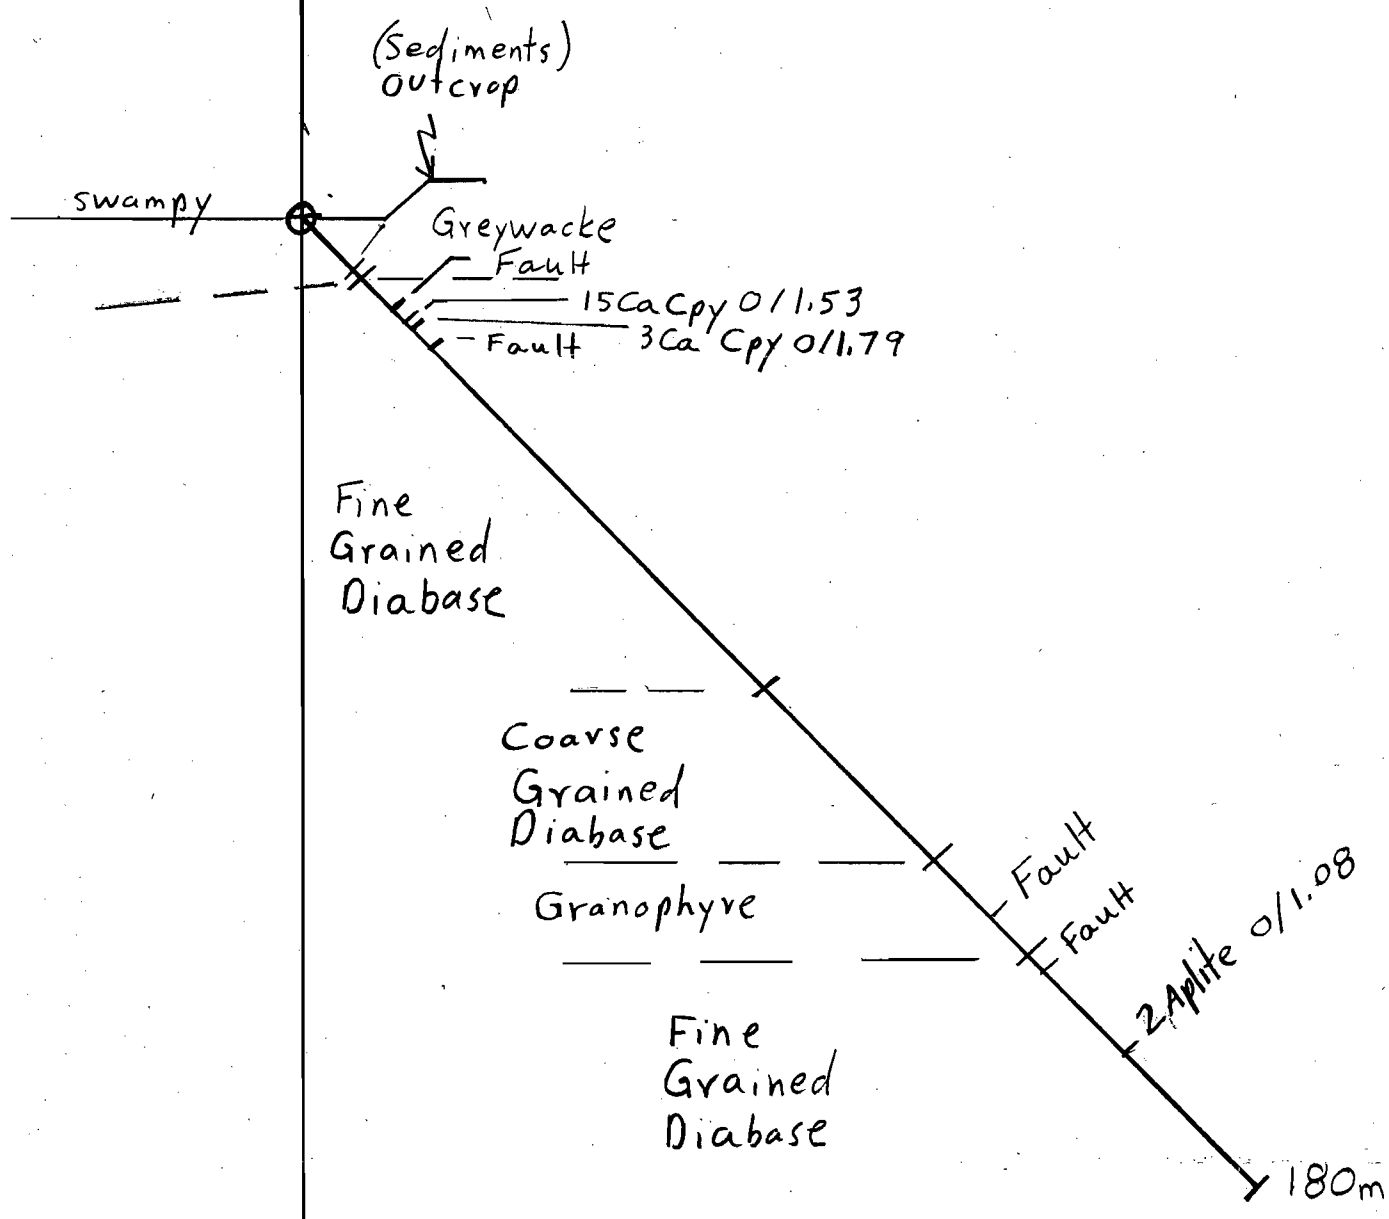 (Sediments)
outcrop
swampy
Greywacke
Fault
15 Ca Cpy 0/1.53
3 Ca Cpy 0/1.79
Fault
Fine
Grained
Diabase
Coarse
Grained
Diabase
Granophyre
Fault
Fault
2 Aplite 0/1.08
Fine
Grained
Diabase
180m